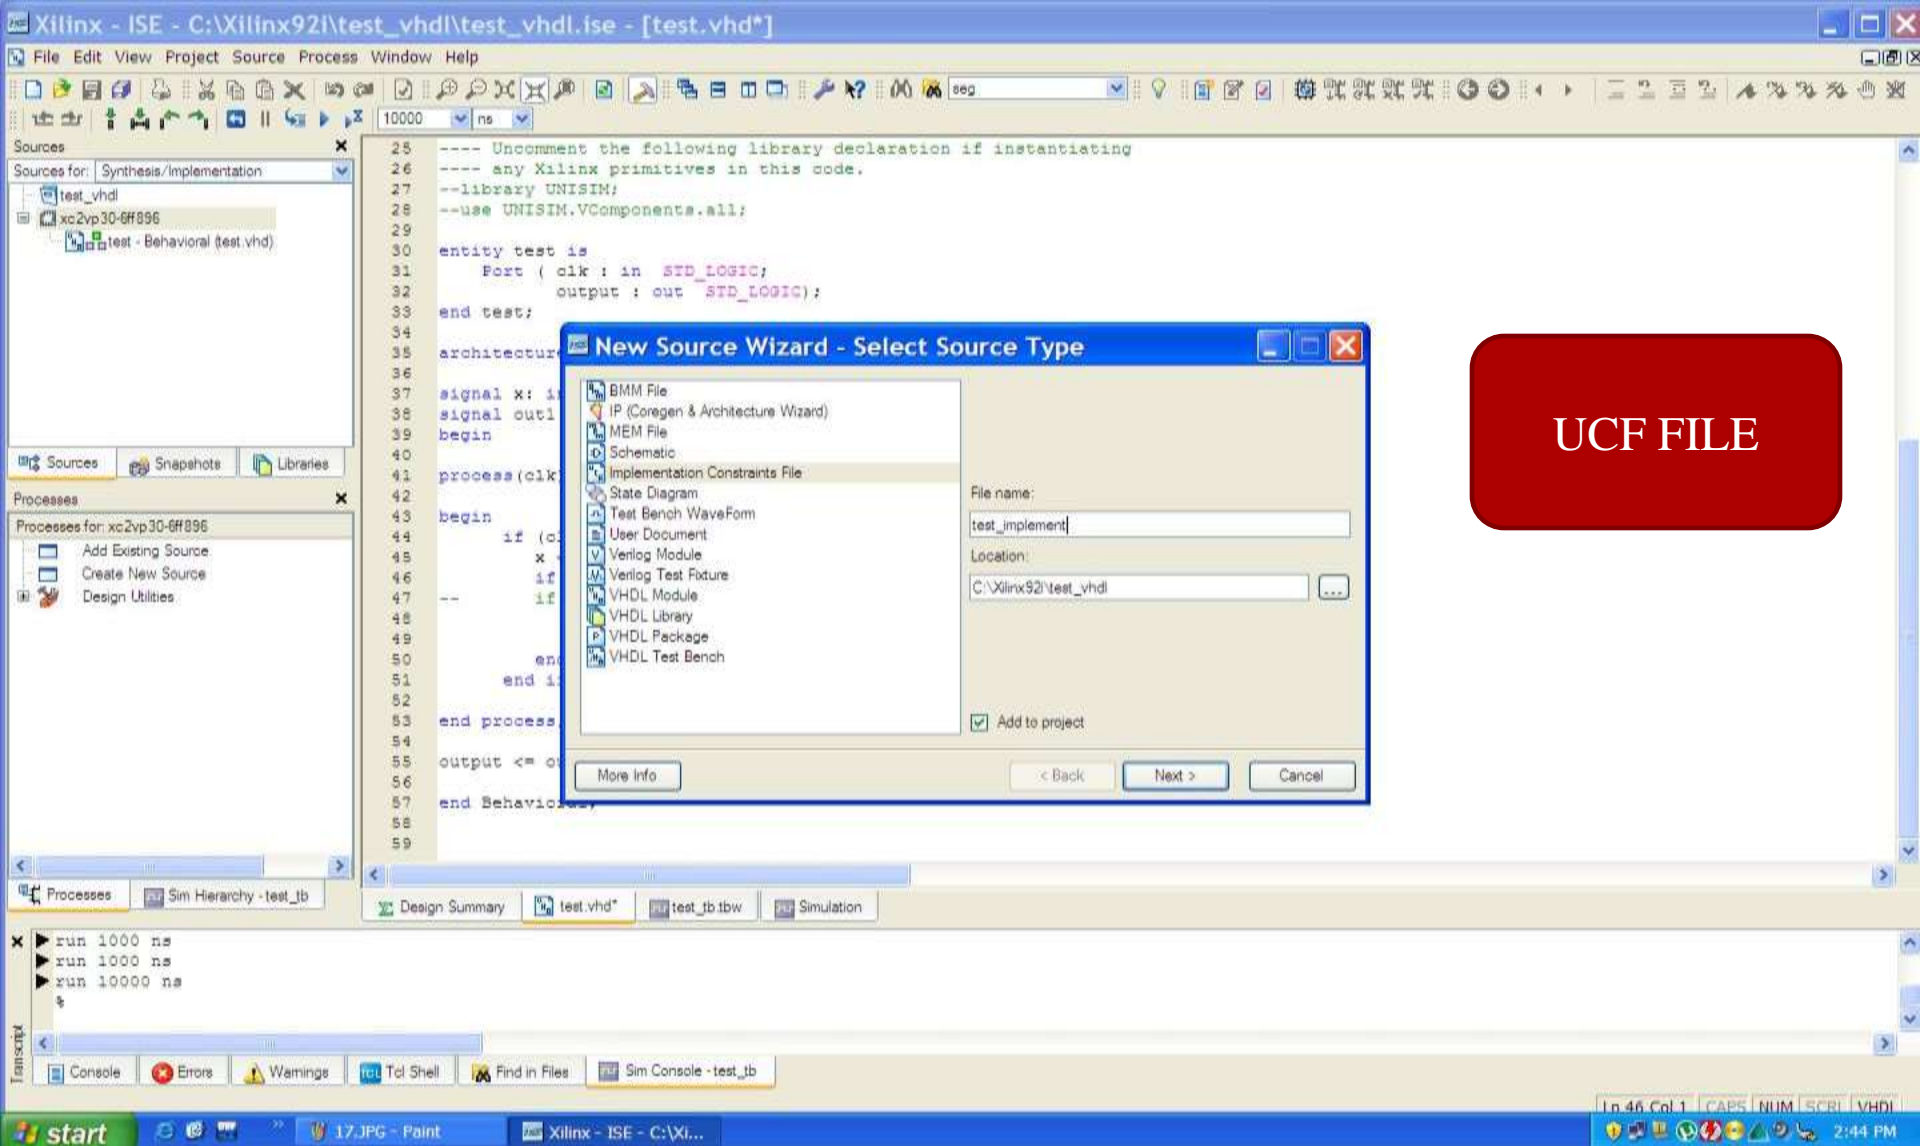 Xilinx - ISE - C:\Xilinx92i\test_vhdl\test_vhdl.ise - [test.vhd*]
File Edit View Project Source Process Window Help
seg
10000 ns
Sources
Sources for: Synthesis/Implementation
test_vhdl
xc2vp30-6ff896
test - Behavioral (test.vhd)
Sources Snapshots Libraries
Processes
Processes for: xc2vp30-6ff896
Add Existing Source
Create New Source
Design Utilities
Processes Sim Hierarchy - test_tb
25 ---- Uncomment the following library declaration if instantiating
26 ---- any Xilinx primitives in this code.
27 --library UNISIM;
28 --use UNISIM.VComponents.all;
29
30 entity test is
31 Port ( clk : in STD_LOGIC;
32 output : out STD_LOGIC);
33 end test;
34
35 architectur
36
37 signal x: i
38 signal out1
39 begin
40
41 process(clk
42
43 begin
44 if (c
45 x
46 if
47 -- if
48
49
50 end
51 end i
52
53 end process
54
55 output <= o
56
57 end Behavioral;
58
59
New Source Wizard - Select Source Type
BMM File
IP (Coregen & Architecture Wizard)
MEM File
Schematic
Implementation Constraints File
State Diagram
Test Bench WaveForm
User Document
Verilog Module
Verilog Test Fixture
VHDL Module
VHDL Library
VHDL Package
VHDL Test Bench
File name:
test_implement
Location:
C:\Xilinx92i\test_vhdl
...
Add to project
More Info < Back Next > Cancel
UCF FILE
Design Summary test.vhd* test_tb.tbw Simulation
run 1000 ns
run 1000 ns
run 10000 ns
%
Transcript
Console Errors Warnings Tcl Shell Find in Files Sim Console - test_tb
Ln 46 Col 1 CAPS NUM SCRL VHDL
start 17.JPG - Paint Xilinx - ISE - C:\Xi... 2:44 PM